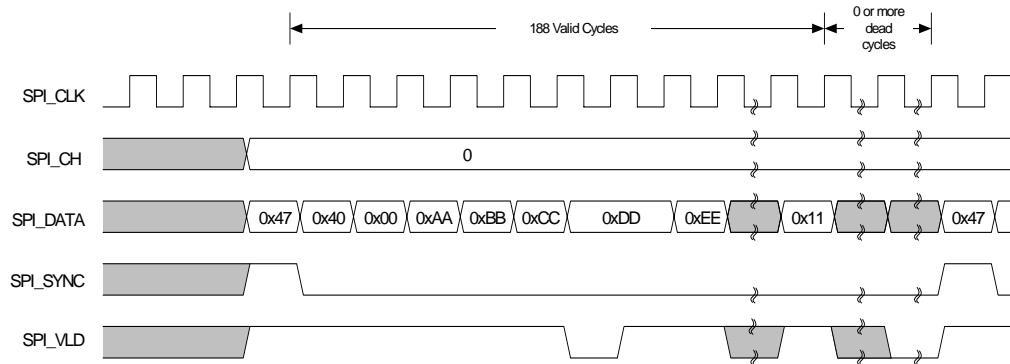 188 Valid Cycles
0 or more
dead
cycles
SPI_CLK
SPI_CH
0
SPI_DATA
0x47 0x40 0x00 0xAA 0xBB 0xCC 0xDD 0xEE 0x11 0x47
SPI_SYNC
SPI_VLD